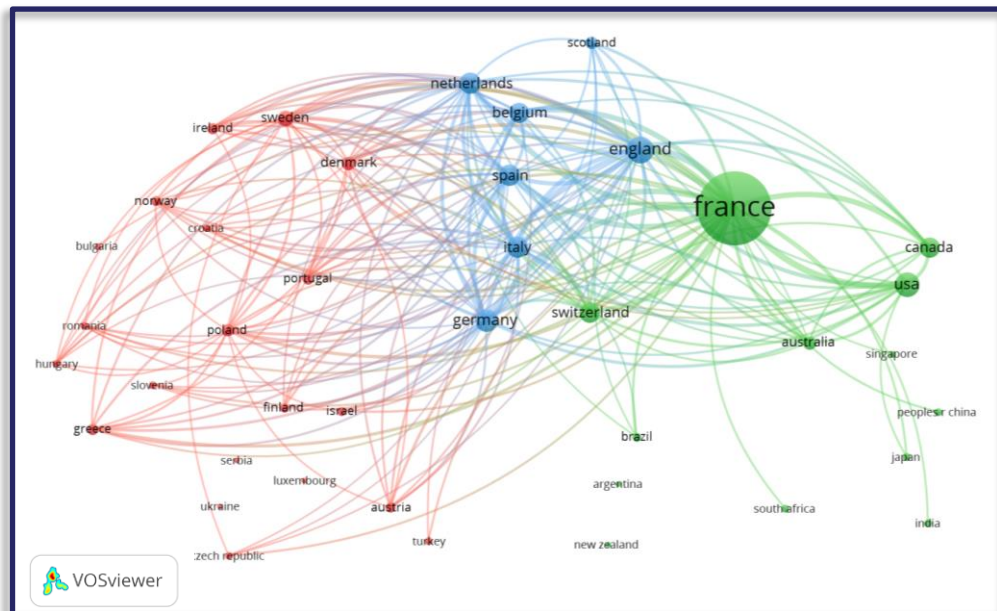 scotland
netherlands
belgium
sweden
ireland
england
denmark
spain
norway
france
croatia
bulgaria
italy
canada
portugal
usa
switzerland
germany
romania
poland
australia
singapore
hungary
slovenia
finland
israel
peoples r china
greece
brazil
japan
serbia
luxembourg
argentina
ukraine
austria
south africa
india
turkey
new zealand
czech republic
VOSviewer